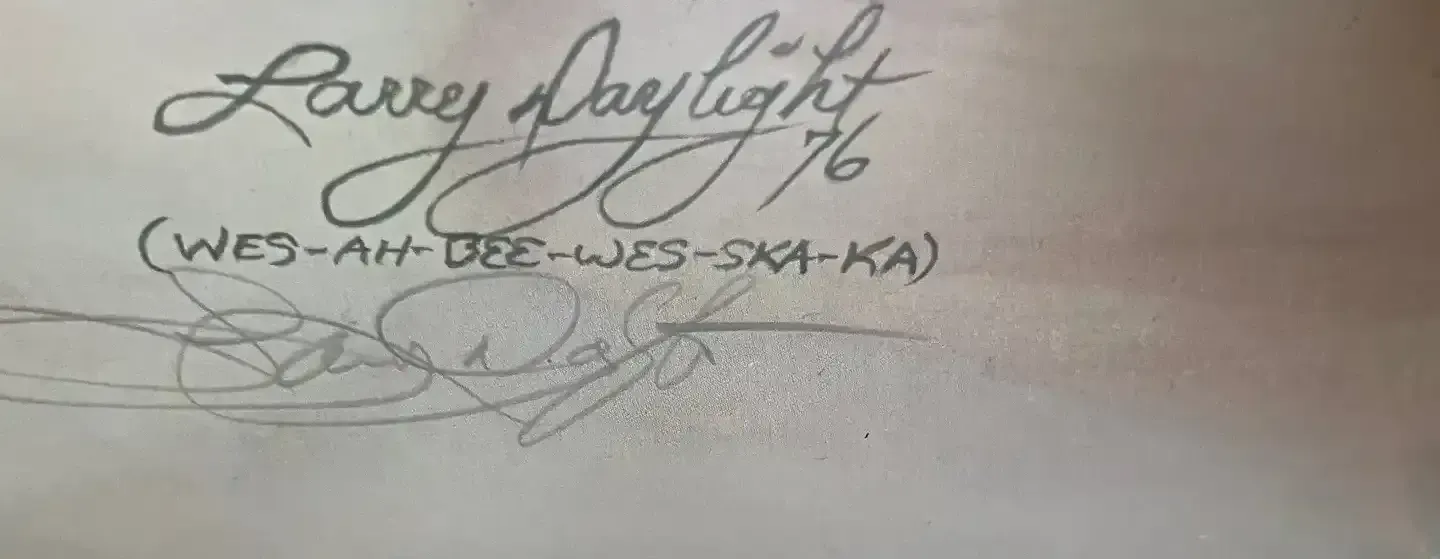 Larry Daylight
76
(WES-AH-BEE-WES-SKA-KA)